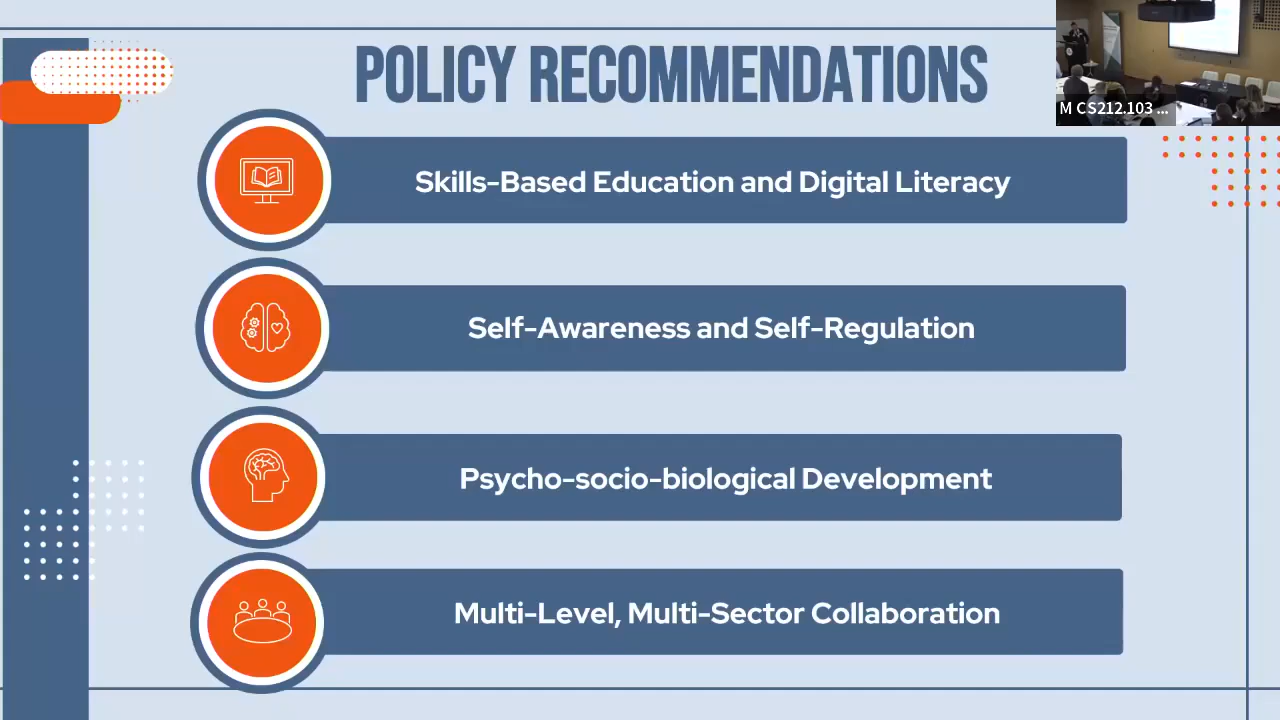 POLICY RECOMMENDATIONS
M CS212.103 ...
Skills-Based Education and Digital Literacy
Self-Awareness and Self-Regulation
Psycho-socio-biological Development
Multi-Level, Multi-Sector Collaboration